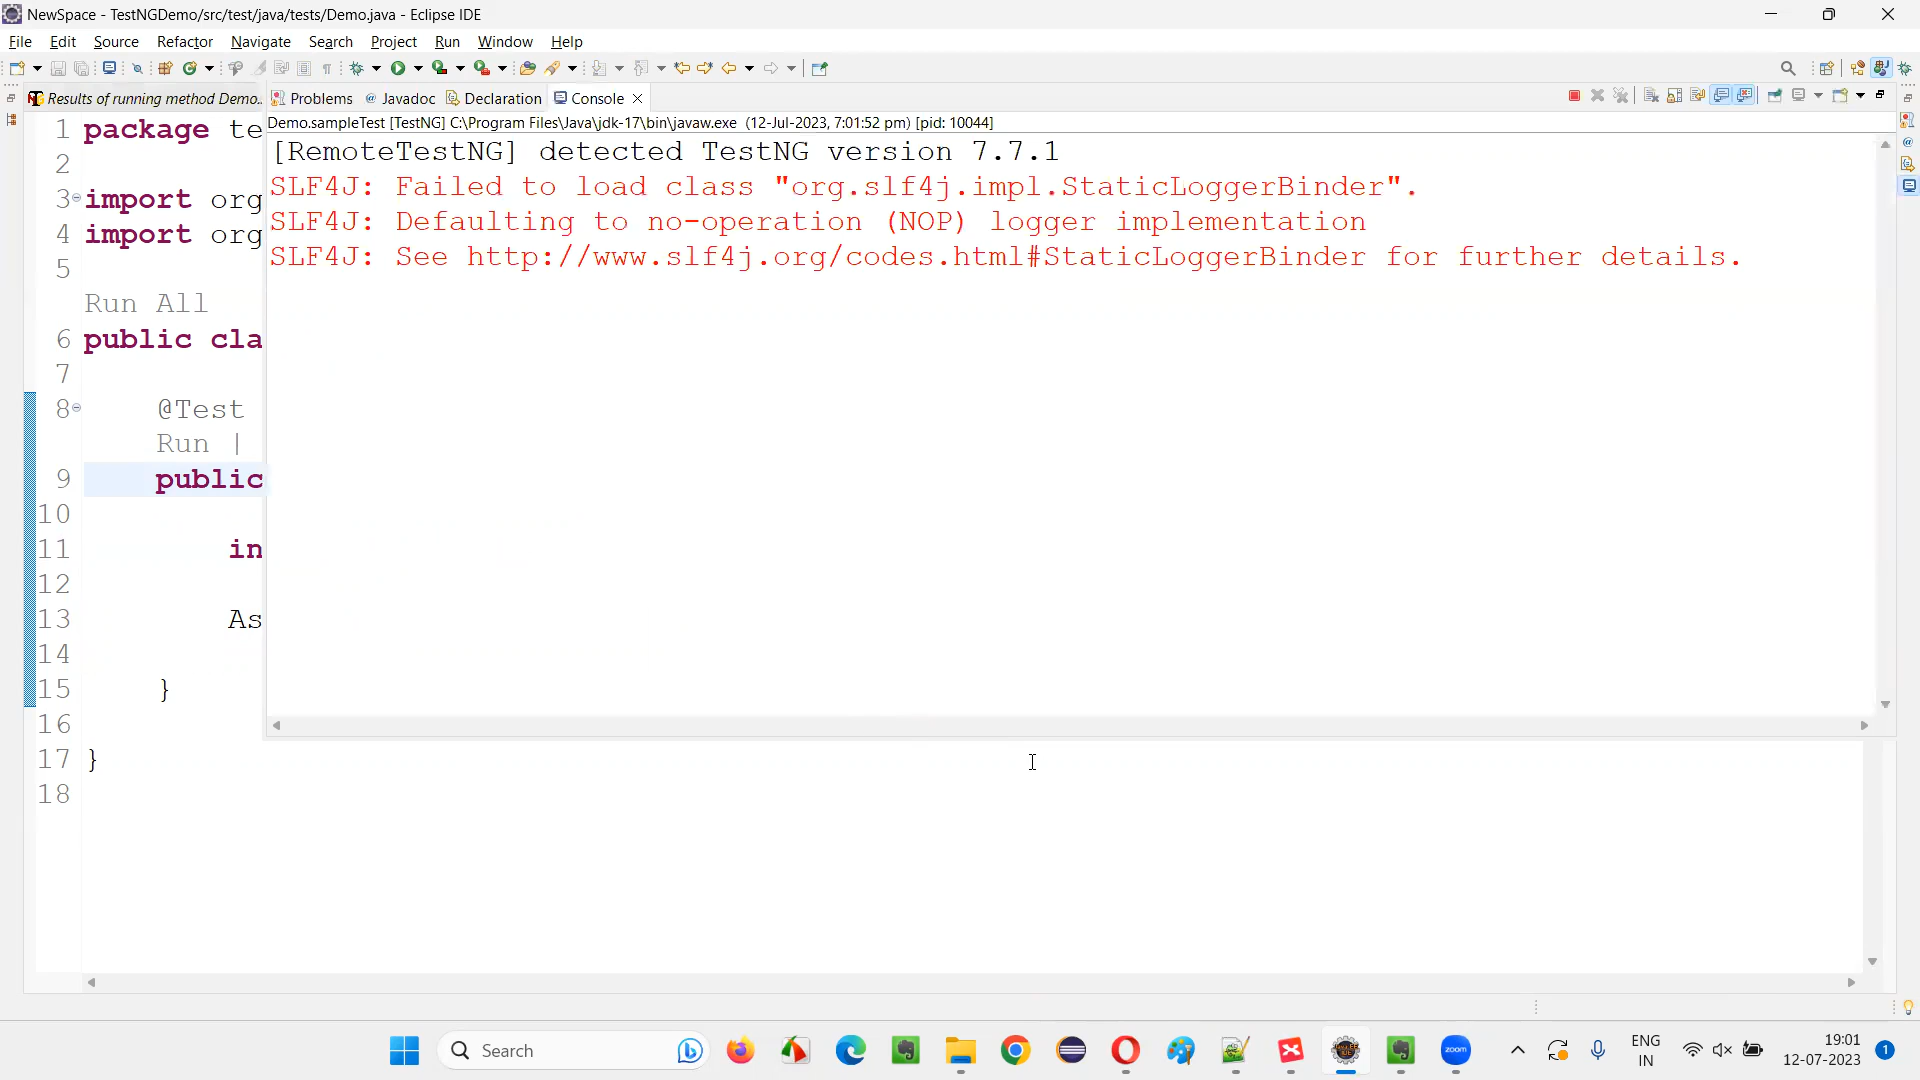 NewSpace - TestNGDemo/src/test/java/tests/Demo.java - Eclipse IDE
File Edit Source Refactor Navigate Search Project Run Window Help
Results of running method Demo. Problems Javadoc Declaration Console
Demo.sampleTest [TestNG] C:\Program Files\Java\jdk-17\bin\javaw.exe (12-Jul-2023, 7:01:52 pm) [pid: 10044]
1 package te
[RemoteTestNG] detected TestNG version 7.7.1
2
SLF4J: Failed to load class "org.slf4j.impl.StaticLoggerBinder".
3 import org
SLF4J: Defaulting to no-operation (NOP) logger implementation
4 import org
SLF4J: See http://www.slf4j.org/codes.html#StaticLoggerBinder for further details.
5
Run All
6 public cla
7
8 @Test
Run |
9 public
10
11 in
12
13 As
14
15 }
16
17 }
18
Search
zoom
ENG
IN
19:01
12-07-2023
1